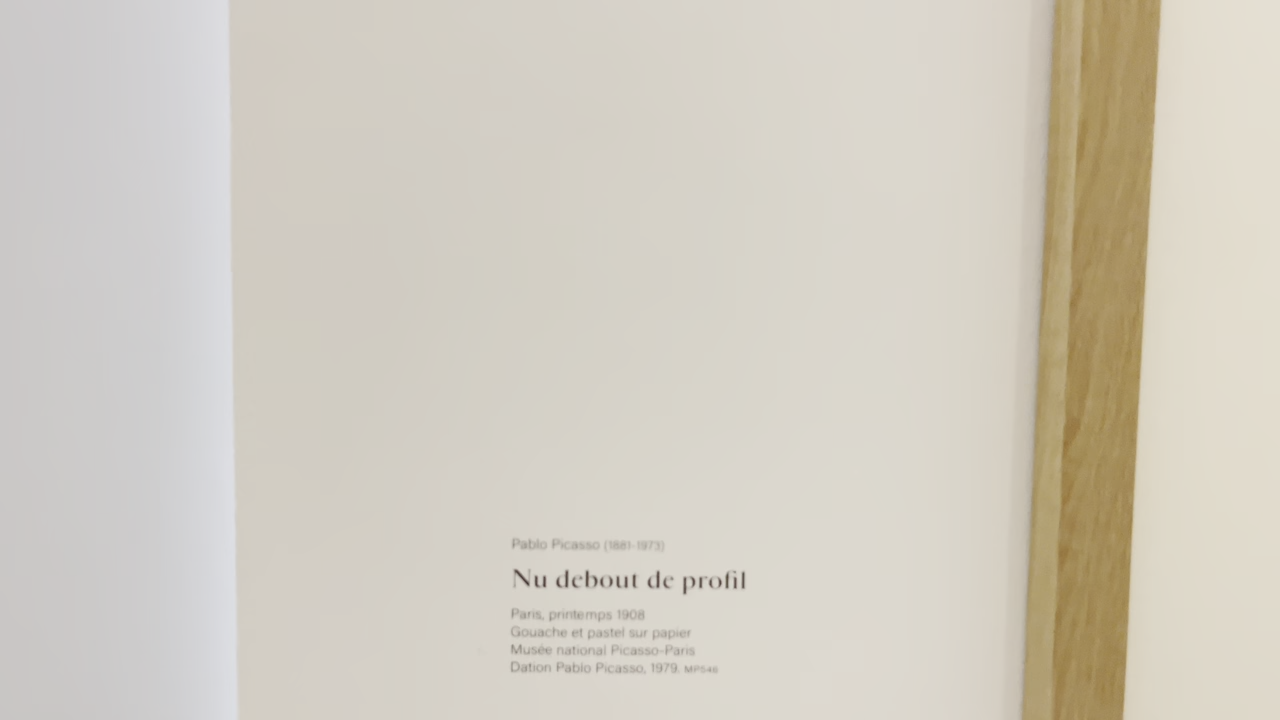 Pablo Picasso (1881-1973)
Nu debout de profil
Paris, printemps 1908
Gouache et pastel sur papier
Musée national Picasso-Paris
Dation Pablo Picasso, 1979. MP546